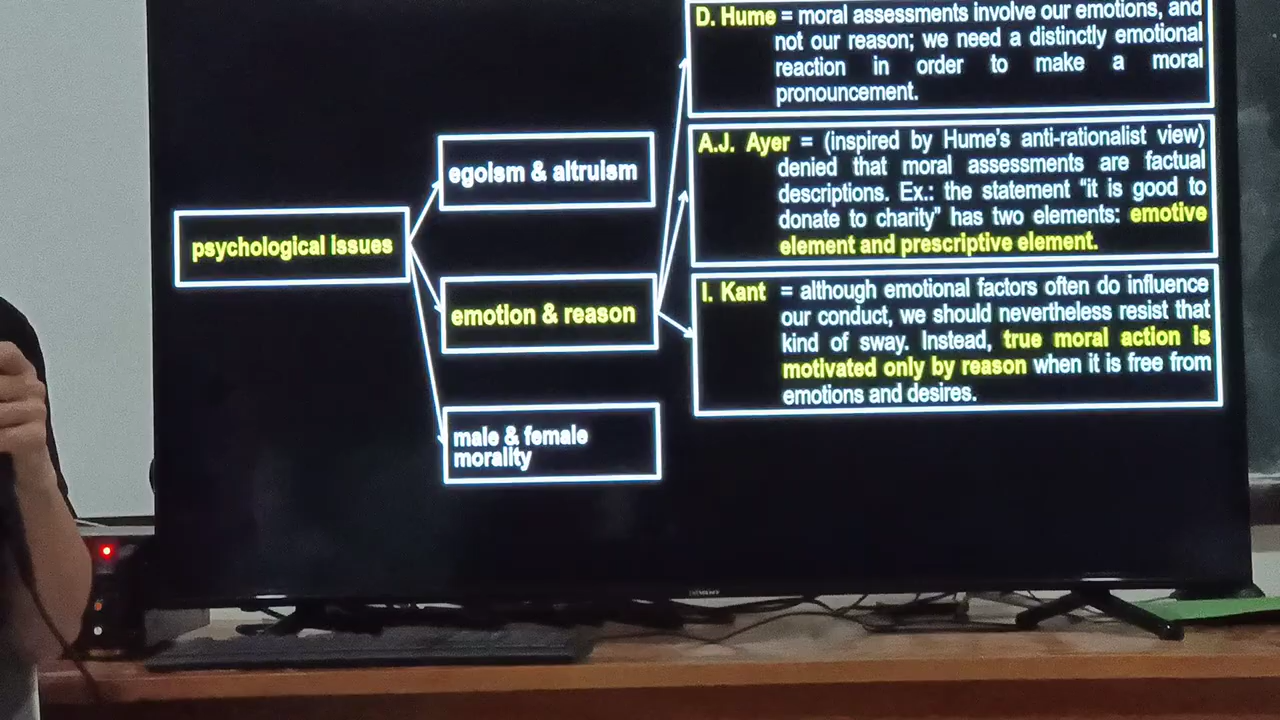 psychological issues
egoism & altruism
emotion & reason
male & female
morality
D. Hume = moral assessments involve our emotions, and
not our reason; we need a distinctly emotional
reaction in order to make a moral
pronouncement.
A.J. Ayer = (inspired by Hume's anti-rationalist view)
denied that moral assessments are factual
descriptions. Ex.: the statement "it is good to
donate to charity" has two elements: emotive
element and prescriptive element.
I. Kant = although emotional factors often do influence
our conduct, we should nevertheless resist that
kind of sway. Instead, true moral action is
motivated only by reason when it is free from
emotions and desires.